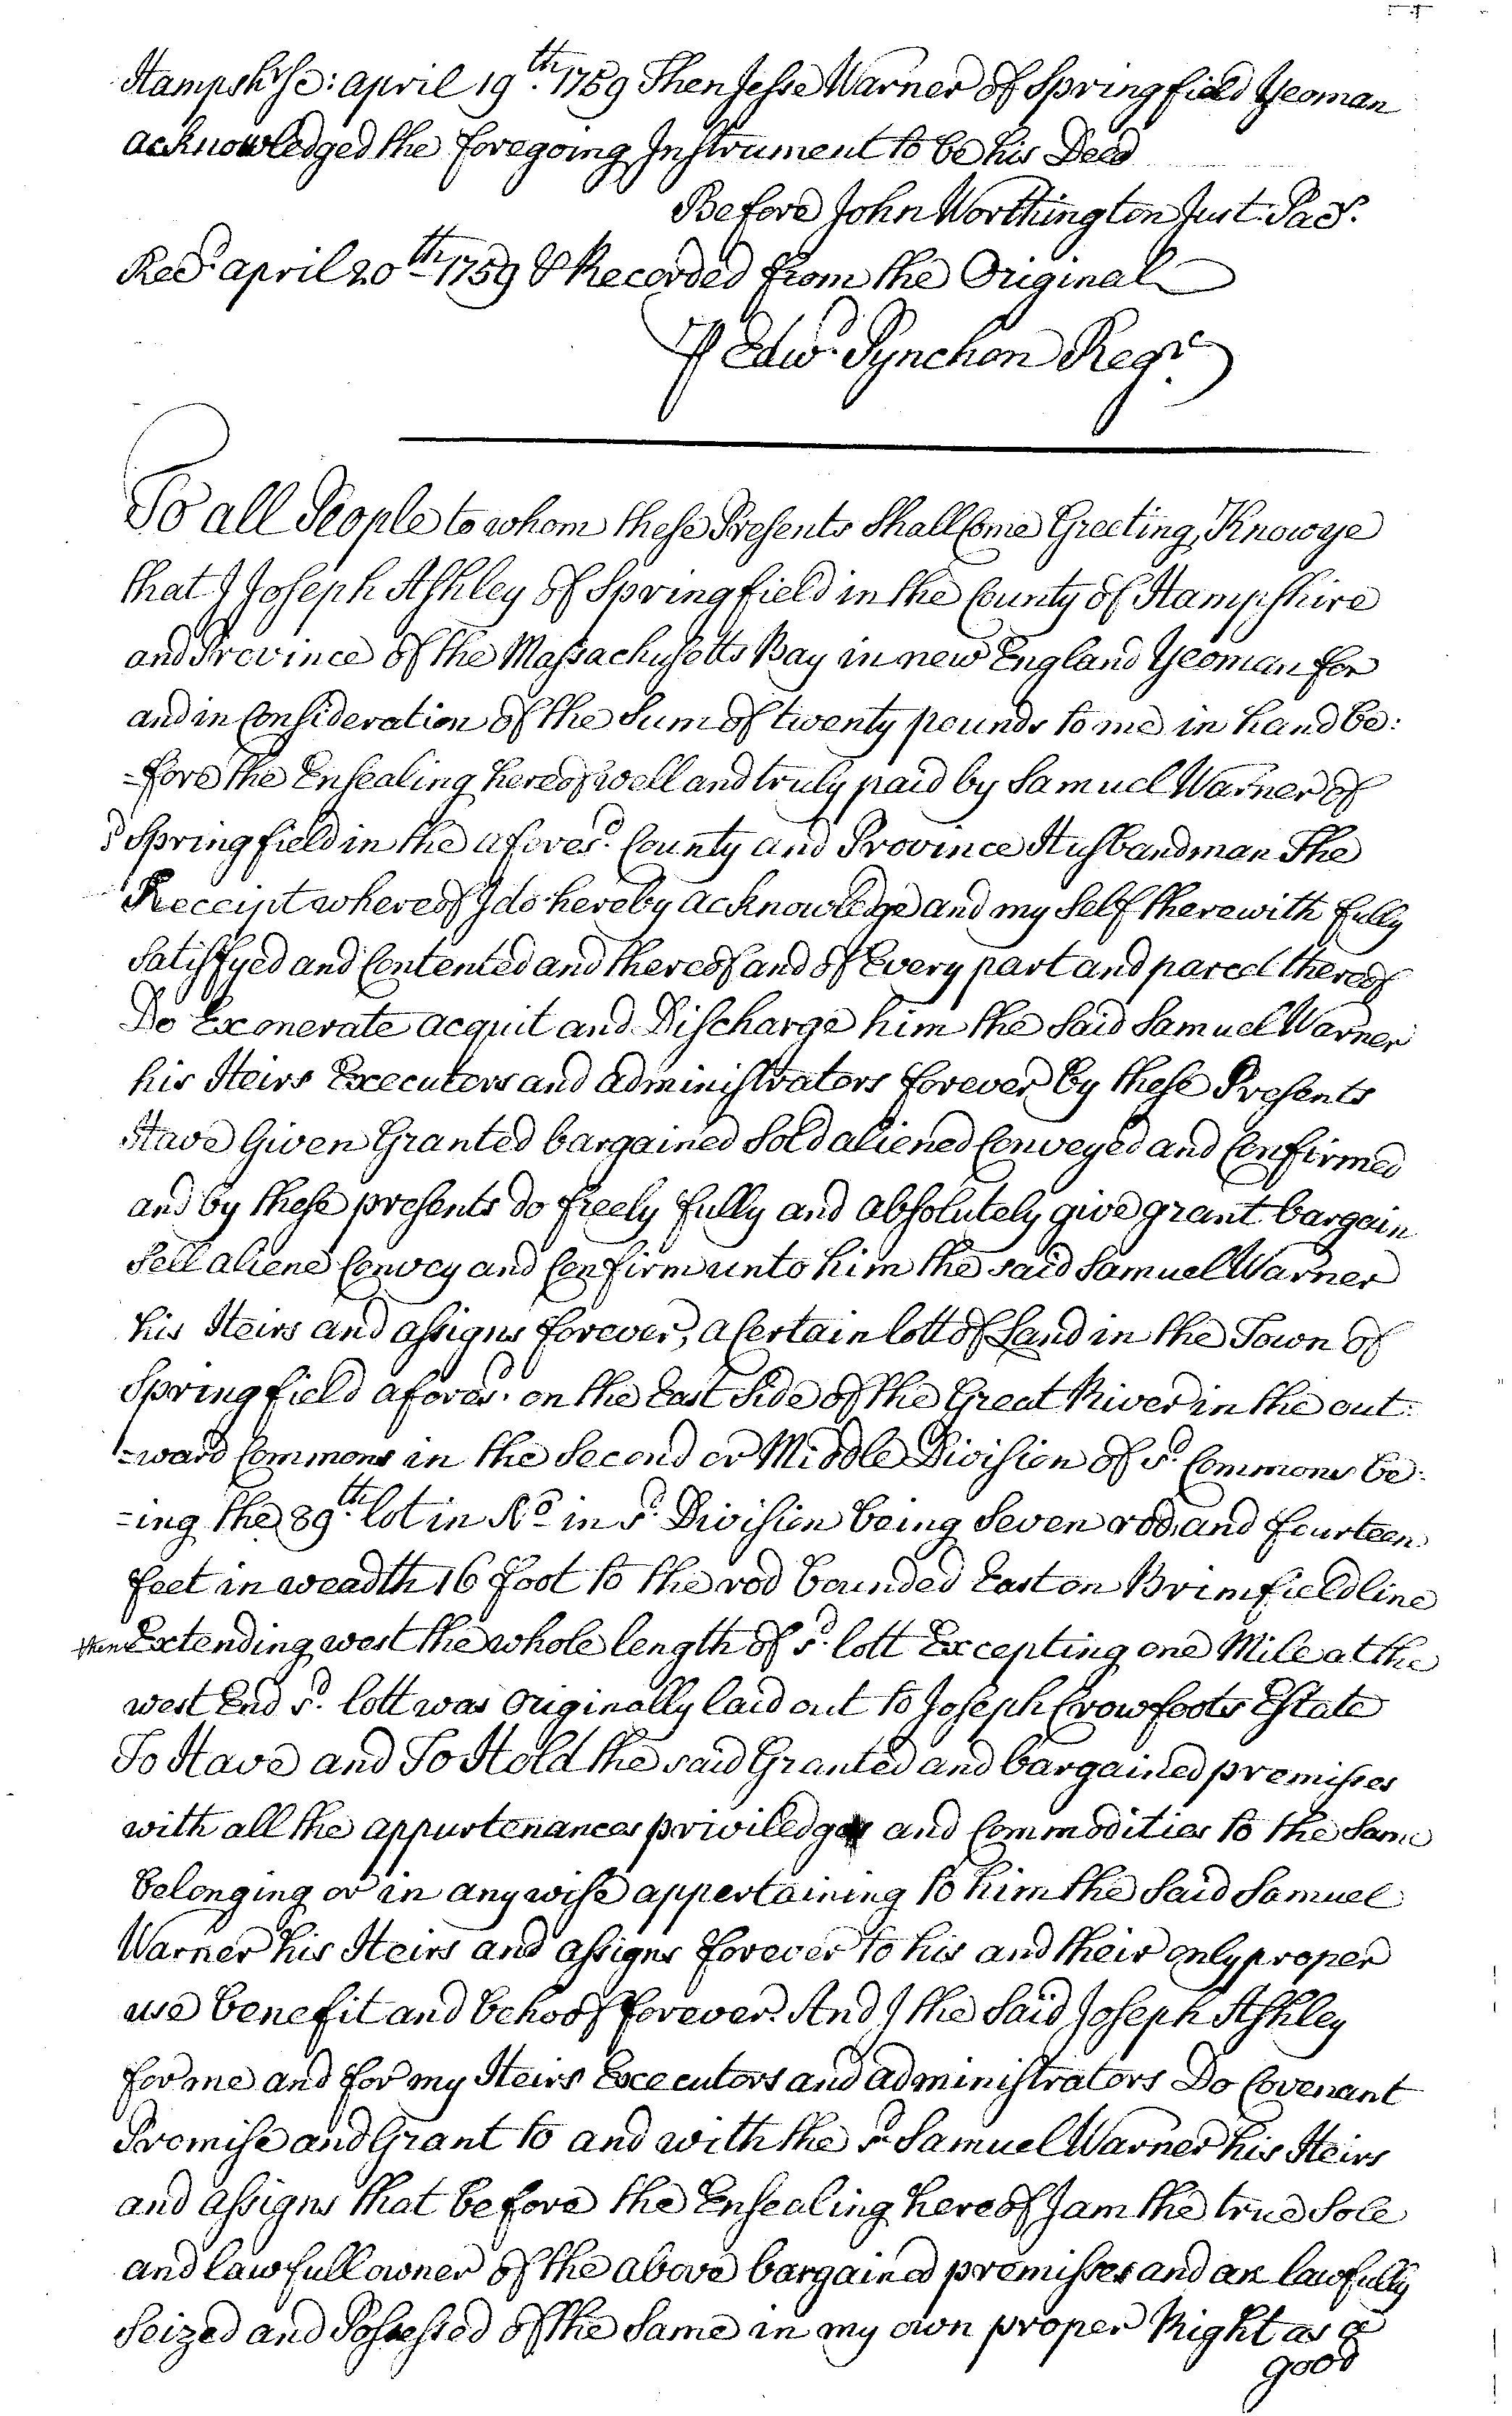 Hampshr. Sc: april 19th. 1759 Then Jesse Warner of Springfield Yeoman
acknowledged the foregoing Instrument to be his Deed
Before John Worthington Just. Pacs.
Recd. april 20th 1759 & Recorded from the Original
P Edwd. Pynchon Regr.
To all People to whom these Presents Shall Come Greeting, Know ye
that I Joseph Ashley of Springfield in the County of Hampshire
and Province of the Massachusetts Bay in new England Yeoman for
and in Consideration of the Sum of twenty pounds to me in hand be:
=fore the Ensealing hereof well and truly paid by Samuel Warner of
sd Springfield in the aforesd. County and Province Husbandman The
Receipt whereof I do hereby acknowledge and my Self therewith fully
Satisfyed and Contented and thereof and of Every part and parcel thereof
Do Exonerate acquit and Discharge him the Said Samuel Warner
his Heirs Executors and administrators forever by these Presents
Have Given Granted bargained Sold aliened Conveyed and Confirmed
and by these presents do freely fully and absolutely give grant bargain
Sell aliene Convey and Confirm unto him the said Samuel Warner
his Heirs and assigns forever, a Certain lott of Land in the Town of
Springfield aforesd. on the East Side of the Great River in the out:
=ward Commons in the Second or Middle Division of sd. Commons be:
=ing the 89th. lot in No. in sd. Division being Seven rod and fourteen
feet in weadth 16 foot to the rod bounded East on Brimfield line
then Extending west the whole length of sd. lott Excepting one Mile at the
west End sd. lott was Originally laid out to Joseph Crowfoots Estate
To Have and To Hold the said Granted and bargained premisses
with all the appurtenances priviledges and Commodities to the Same
belonging or in any wise appertaining to him the Said Samuel
Warner his Heirs and assigns forever to his and their only proper
use benefit and behoof forever. And I the Said Joseph Ashley
for me and for my Heirs Executors and administrators Do Covenant
Promise and Grant to and with the sd. Samuel Warner his Heirs
and assigns that before the Ensealing hereof I am the true Sole
and lawfull owner of the above bargained premisses and am lawfully
Seized and Possessed of the Same in my own proper Right as a
good